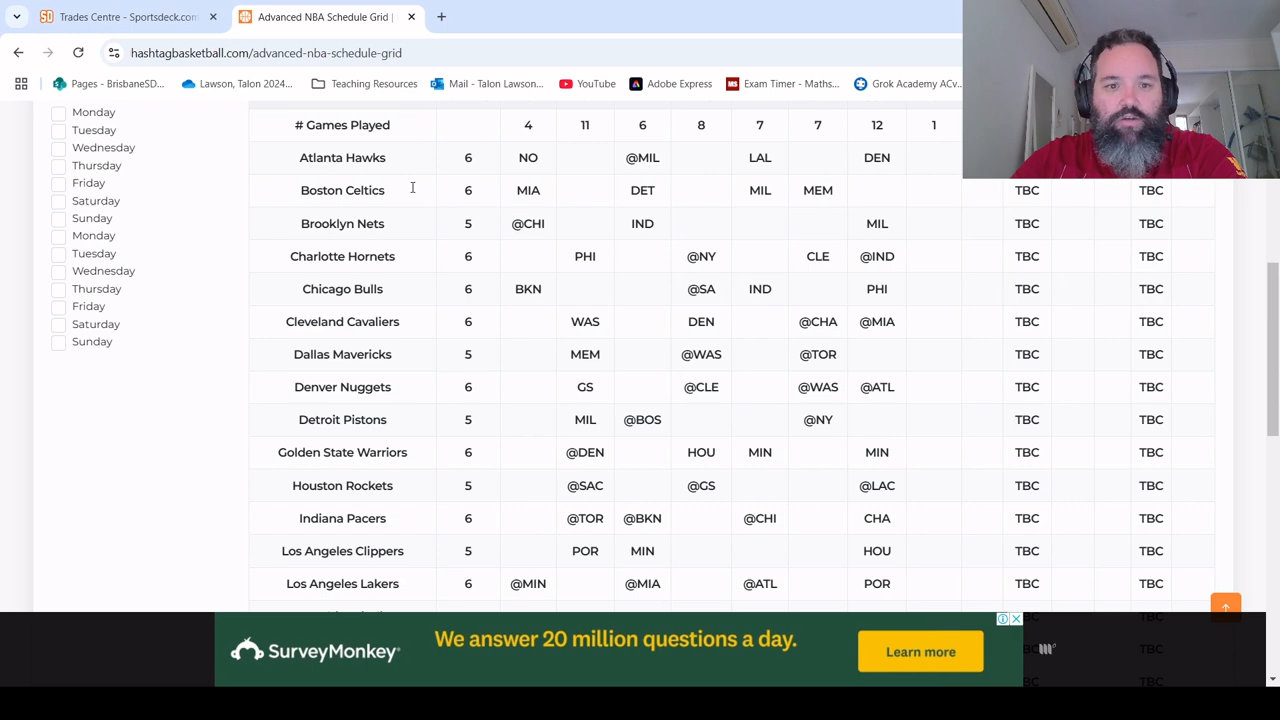 Trades Centre - Sportsdeck.com
Advanced NBA Schedule Grid |
hashtagbasketball.com/advanced-nba-schedule-grid
Pages - BrisbaneSD...
Lawson, Talon 2024...
Teaching Resources
Mail - Talon Lawson...
YouTube
Adobe Express
Exam Timer - Maths...
Grok Academy ACv...
Monday
Tuesday
Wednesday
Thursday
Friday
Saturday
Sunday
Monday
Tuesday
Wednesday
Thursday
Friday
Saturday
Sunday
# Games Played 4 11 6 8 7 7 12 1
Atlanta Hawks 6 NO @MIL LAL DEN
Boston Celtics 6 MIA DET MIL MEM TBC TBC
Brooklyn Nets 5 @CHI IND MIL TBC TBC
Charlotte Hornets 6 PHI @NY CLE @IND TBC TBC
Chicago Bulls 6 BKN @SA IND PHI TBC TBC
Cleveland Cavaliers 6 WAS DEN @CHA @MIA TBC TBC
Dallas Mavericks 5 MEM @WAS @TOR TBC TBC
Denver Nuggets 6 GS @CLE @WAS @ATL TBC TBC
Detroit Pistons 5 MIL @BOS @NY TBC TBC
Golden State Warriors 6 @DEN HOU MIN MIN TBC TBC
Houston Rockets 5 @SAC @GS @LAC TBC TBC
Indiana Pacers 6 @TOR @BKN @CHI CHA TBC TBC
Los Angeles Clippers 5 POR MIN HOU TBC TBC
Los Angeles Lakers 6 @MIN @MIA @ATL POR TBC TBC
TBC TBC
TBC TBC
TBC TBC
SurveyMonkey
We answer 20 million questions a day.
Learn more